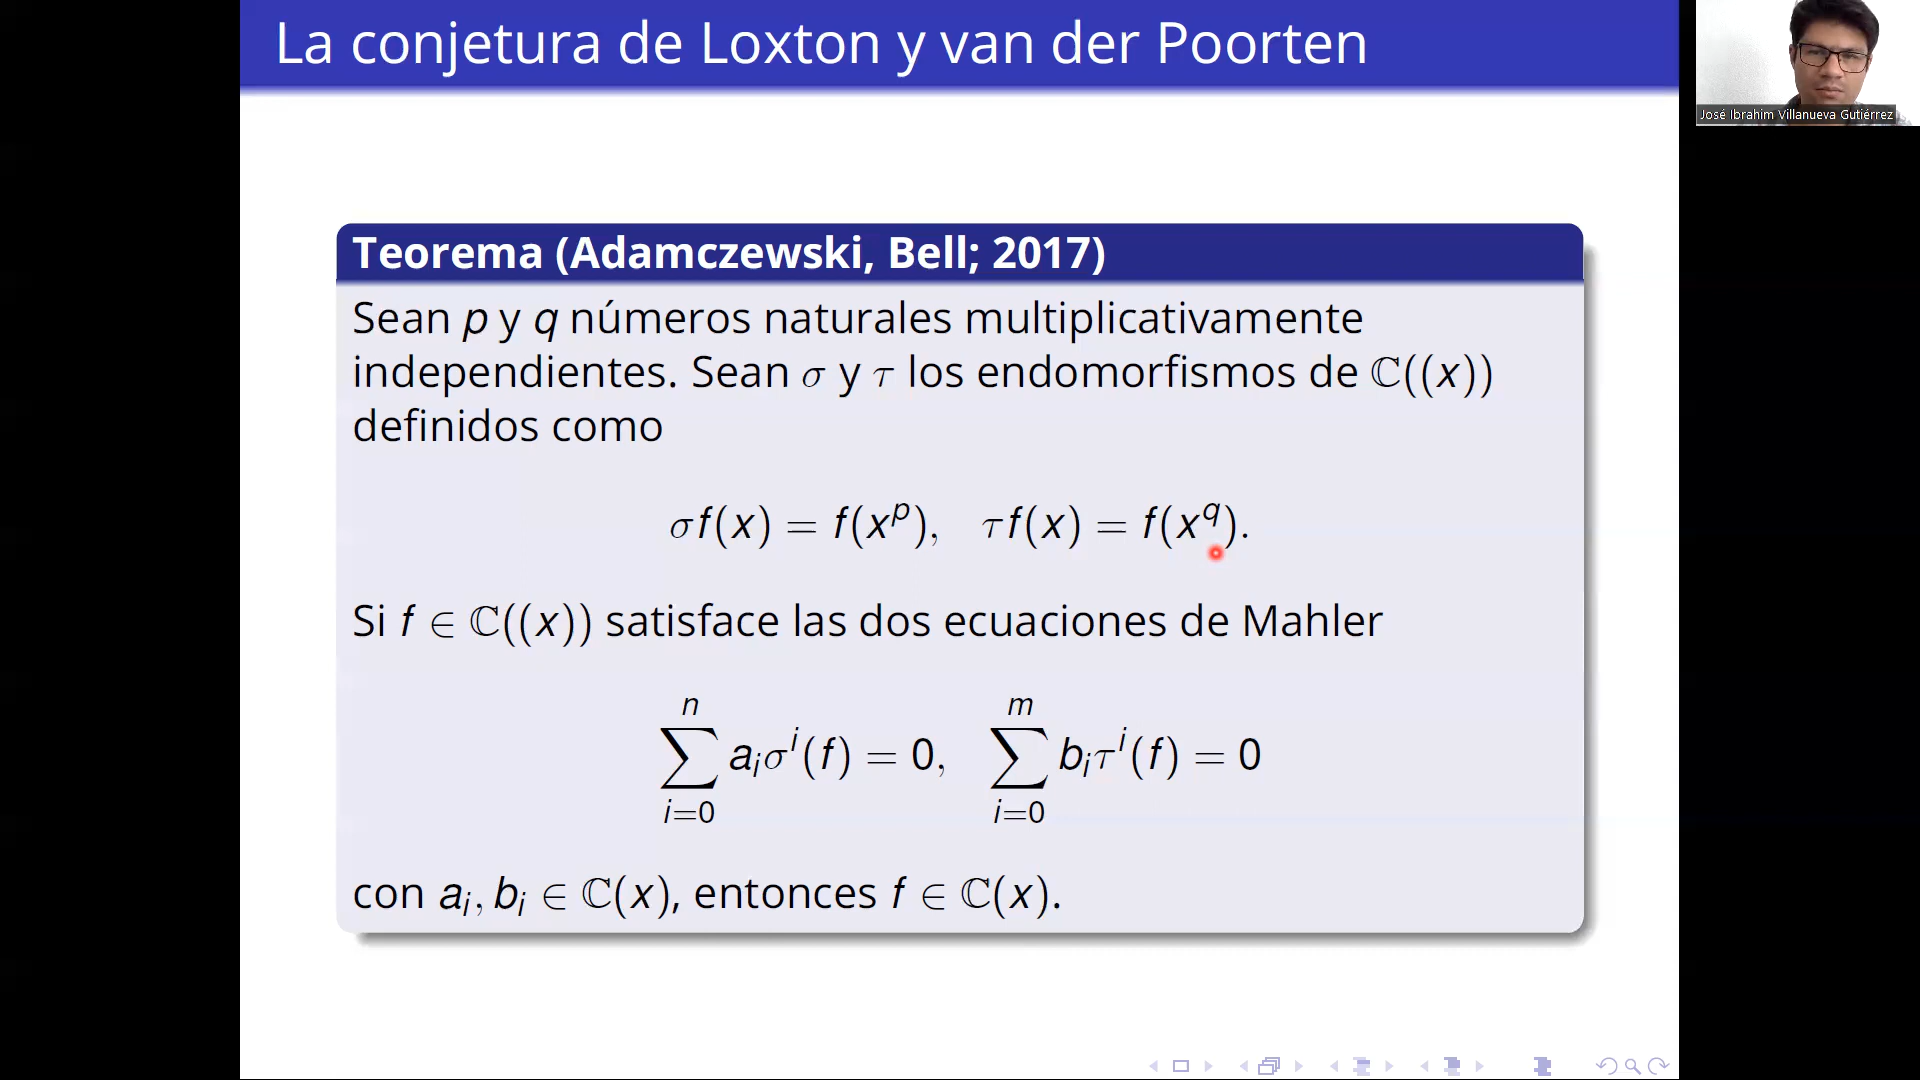 La conjetura de Loxton y van der Poorten
José Ibrahim Villanueva Gutiérrez
Teorema (Adamczewski, Bell; 2017)
Sean p y q números naturales multiplicativamente
independientes. Sean σ y τ los endomorfismos de ℂ((x))
definidos como
σf(x) = f(x^p), τf(x) = f(x^q).
Si f ∈ ℂ((x)) satisface las dos ecuaciones de Mahler
∑_{i=0}^{n} a_i σ^i(f) = 0, ∑_{i=0}^{m} b_i τ^i(f) = 0
con a_i, b_i ∈ ℂ(x), entonces f ∈ ℂ(x).